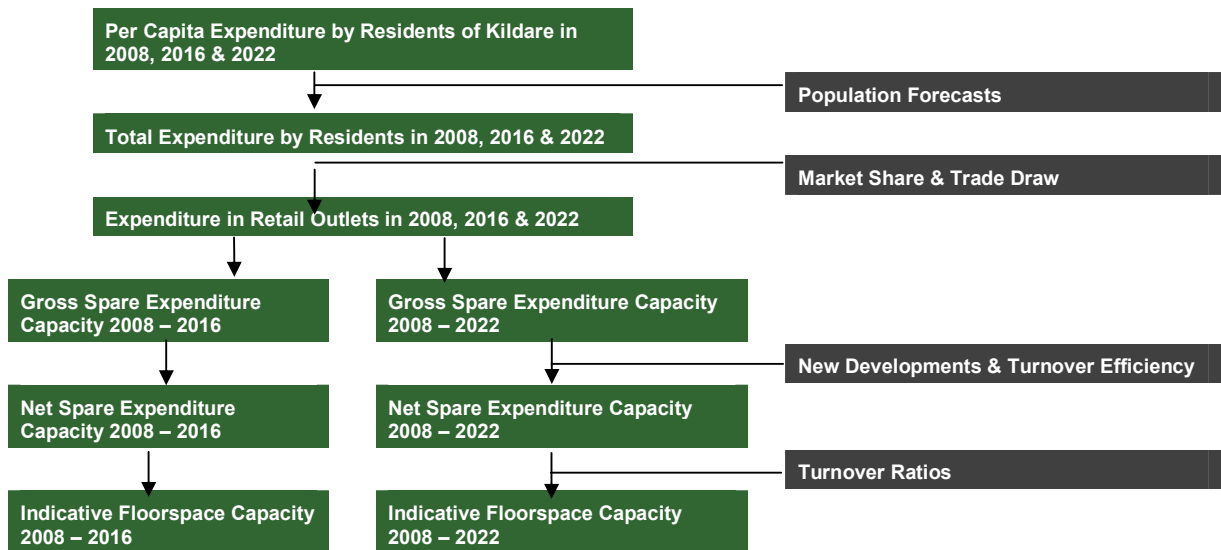 Per Capita Expenditure by Residents of Kildare in
2008, 2016 & 2022
Population Forecasts
Total Expenditure by Residents in 2008, 2016 & 2022
Market Share & Trade Draw
Expenditure in Retail Outlets in 2008, 2016 & 2022
Gross Spare Expenditure
Capacity 2008 – 2016
Gross Spare Expenditure Capacity
2008 – 2022
New Developments & Turnover Efficiency
Net Spare Expenditure
Capacity 2008 – 2016
Net Spare Expenditure Capacity
2008 – 2022
Turnover Ratios
Indicative Floorspace Capacity
2008 – 2016
Indicative Floorspace Capacity
2008 – 2022